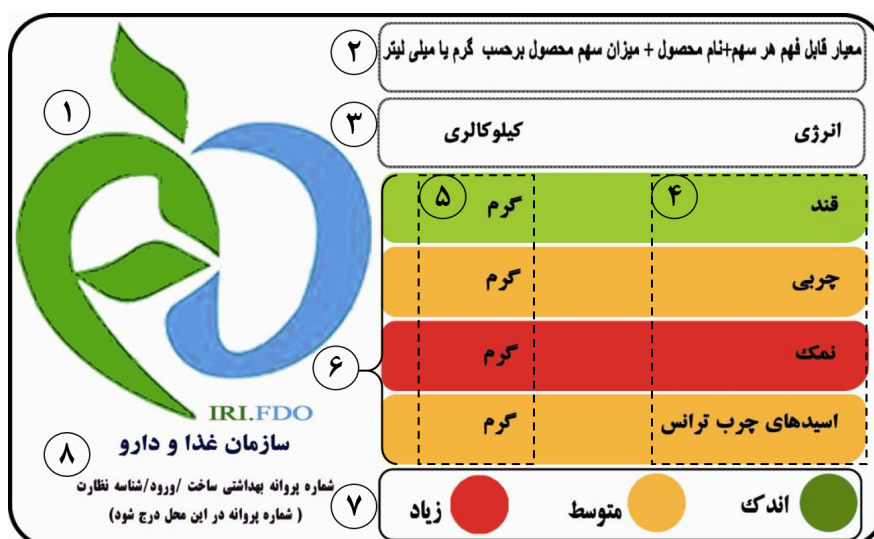 ۲ معیار قابل فهم هر سهم+نام محصول + میزان سهم محصول برحسب گرم یا میلی لیتر
۱
۳
انرژی کیلوکالری
۴ ۵
قند گرم
چربی گرم
نمک گرم
۶
اسیدهای چرب ترانس گرم
IRI.FDO
سازمان غذا و دارو
۸
شماره پروانه بهداشتی ساخت /ورود/شناسه نظارت
( شماره پروانه در این محل درج شود)
۷
اندک متوسط زیاد